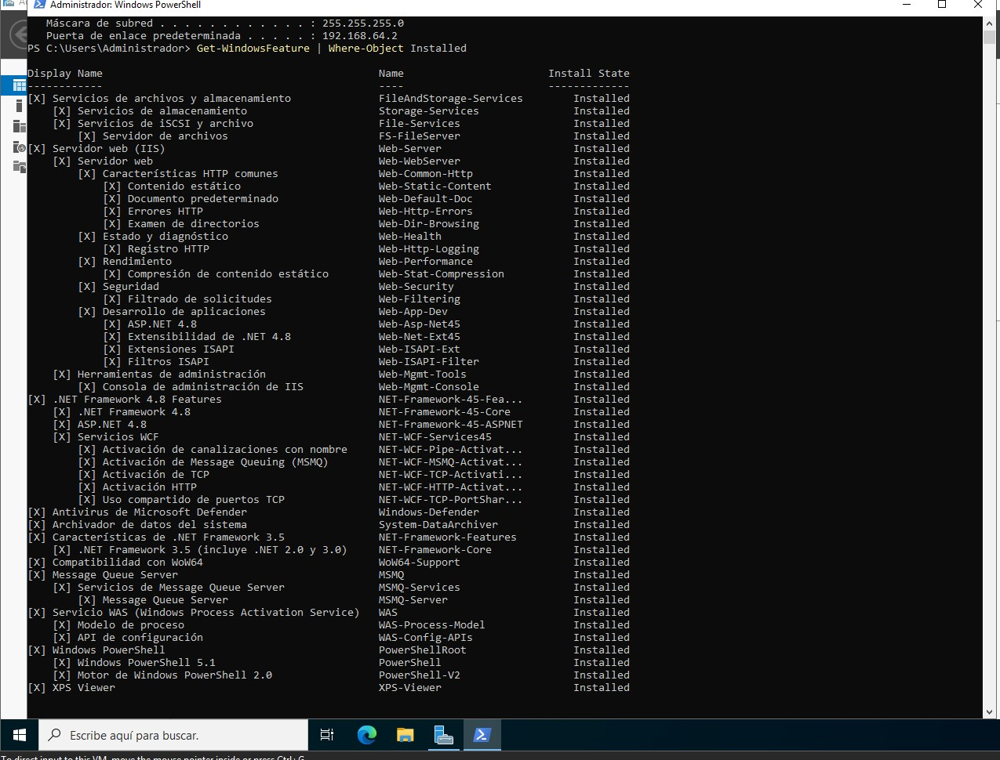 Administrador: Windows PowerShell
Máscara de subred . . . . . . . . . . . . : 255.255.255.0
Puerta de enlace predeterminada . . . . . : 192.168.64.2
PS C:\Users\Administrador> Get-WindowsFeature | Where-Object Installed
Display Name Name Install State
------------ ---- -------------
[X] Servicios de archivos y almacenamiento FileAndStorage-Services Installed
[X] Servicios de almacenamiento Storage-Services Installed
[X] Servicios de iSCSI y archivo File-Services Installed
[X] Servidor de archivos FS-FileServer Installed
[X] Servidor web (IIS) Web-Server Installed
[X] Servidor web Web-WebServer Installed
[X] Características HTTP comunes Web-Common-Http Installed
[X] Contenido estático Web-Static-Content Installed
[X] Documento predeterminado Web-Default-Doc Installed
[X] Errores HTTP Web-Http-Errors Installed
[X] Examen de directorios Web-Dir-Browsing Installed
[X] Estado y diagnóstico Web-Health Installed
[X] Registro HTTP Web-Http-Logging Installed
[X] Rendimiento Web-Performance Installed
[X] Compresión de contenido estático Web-Stat-Compression Installed
[X] Seguridad Web-Security Installed
[X] Filtrado de solicitudes Web-Filtering Installed
[X] Desarrollo de aplicaciones Web-App-Dev Installed
[X] ASP.NET 4.8 Web-Asp-Net45 Installed
[X] Extensibilidad de .NET 4.8 Web-Net-Ext45 Installed
[X] Extensiones ISAPI Web-ISAPI-Ext Installed
[X] Filtros ISAPI Web-ISAPI-Filter Installed
[X] Herramientas de administración Web-Mgmt-Tools Installed
[X] Consola de administración de IIS Web-Mgmt-Console Installed
[X] .NET Framework 4.8 Features NET-Framework-45-Fea... Installed
[X] .NET Framework 4.8 NET-Framework-45-Core Installed
[X] ASP.NET 4.8 NET-Framework-45-ASPNET Installed
[X] Servicios WCF NET-WCF-Services45 Installed
[X] Activación de canalizaciones con nombre NET-WCF-Pipe-Activat... Installed
[X] Activación de Message Queuing (MSMQ) NET-WCF-MSMQ-Activat... Installed
[X] Activación de TCP NET-WCF-TCP-Activati... Installed
[X] Activación HTTP NET-WCF-HTTP-Activat... Installed
[X] Uso compartido de puertos TCP NET-WCF-TCP-PortShar... Installed
[X] Antivirus de Microsoft Defender Windows-Defender Installed
[X] Archivador de datos del sistema System-DataArchiver Installed
[X] Características de .NET Framework 3.5 NET-Framework-Features Installed
[X] .NET Framework 3.5 (incluye .NET 2.0 y 3.0) NET-Framework-Core Installed
[X] Compatibilidad con WoW64 WoW64-Support Installed
[X] Message Queue Server MSMQ Installed
[X] Servicios de Message Queue Server MSMQ-Services Installed
[X] Message Queue Server MSMQ-Server Installed
[X] Servicio WAS (Windows Process Activation Service) WAS Installed
[X] Modelo de proceso WAS-Process-Model Installed
[X] API de configuración WAS-Config-APIs Installed
[X] Windows PowerShell PowerShellRoot Installed
[X] Windows PowerShell 5.1 PowerShell Installed
[X] Motor de Windows PowerShell 2.0 PowerShell-V2 Installed
[X] XPS Viewer XPS-Viewer Installed
Escribe aquí para buscar.
To direct input to this VM, move the mouse pointer inside or press Ctrl+G.